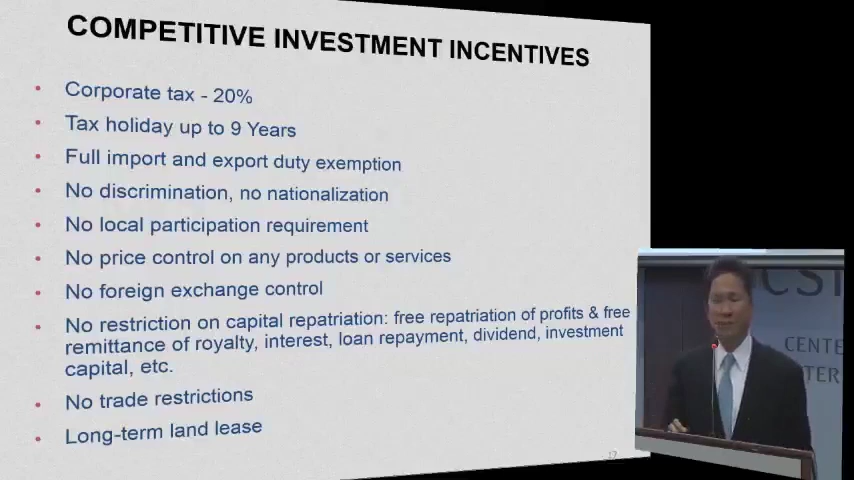 COMPETITIVE INVESTMENT INCENTIVES
• Corporate tax - 20%
• Tax holiday up to 9 Years
• Full import and export duty exemption
• No discrimination, no nationalization
• No local participation requirement
• No price control on any products or services
• No foreign exchange control
• No restriction on capital repatriation: free repatriation of profits & free
remittance of royalty, interest, loan repayment, dividend, investment
capital, etc.
• No trade restrictions
• Long-term land lease
17
CSI
CENTE
TER